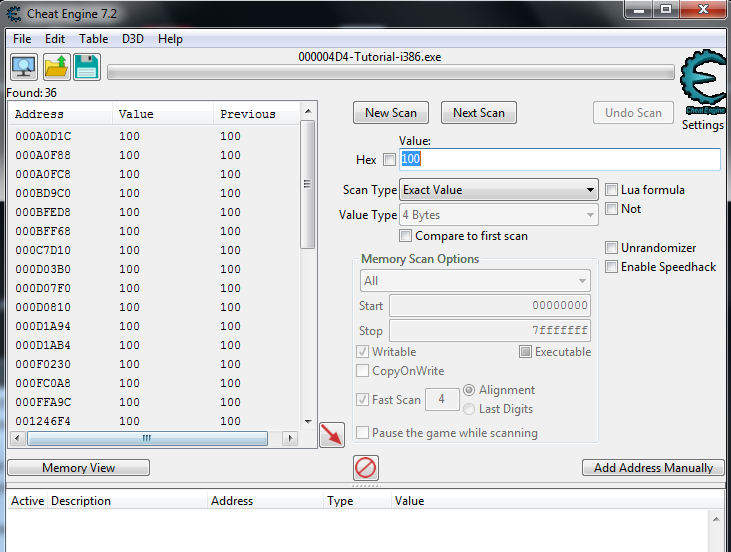 Cheat Engine 7.2
File Edit Table D3D Help
000004D4-Tutorial-i386.exe
Found: 36
Address Value Previous
000A0D1C 100 100
000A0F88 100 100
000A0FC8 100 100
000BD9C0 100 100
000BFED8 100 100
000BFF68 100 100
000C7D10 100 100
000D03B0 100 100
000D07F0 100 100
000D0810 100 100
000D1A94 100 100
000D1AB4 100 100
000F0230 100 100
000FC0A8 100 100
000FFA9C 100 100
001246F4 100 100
New Scan Next Scan Undo Scan
Cheat Engine
Settings
Value:
Hex 100
Scan Type Exact Value
Lua formula
Value Type 4 Bytes
Not
Compare to first scan
Unrandomizer
Memory Scan Options
Enable Speedhack
All
Start 00000000
Stop 7fffffff
Writable Executable
CopyOnWrite
Fast Scan 4 Alignment
Last Digits
Pause the game while scanning
Memory View
Add Address Manually
Active Description Address Type Value